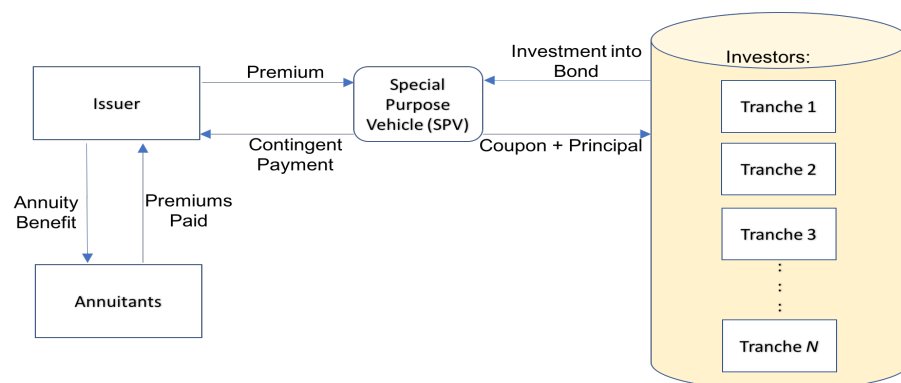 Premium
Issuer
Contingent
Payment
Annuity
Benefit
Premiums
Paid
Annuitants
Special
Purpose
Vehicle (SPV)
Investment into
Bond
Coupon + Principal
Investors:
Tranche 1
Tranche 2
Tranche 3
Tranche N